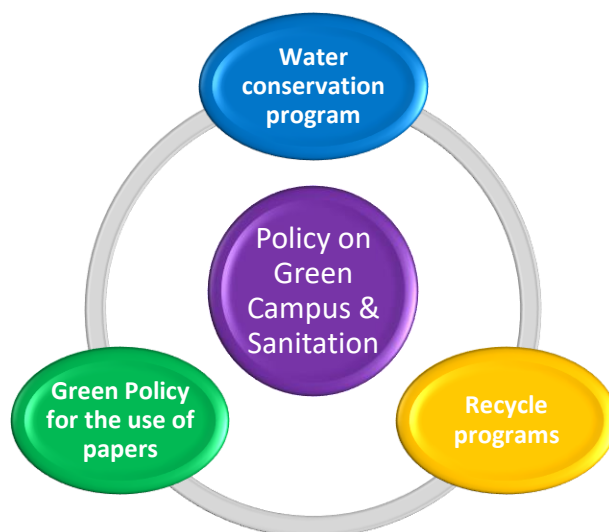 Water
conservation
program
Policy on
Green
Campus &
Sanitation
Green Policy
for the use of
papers
Recycle
programs